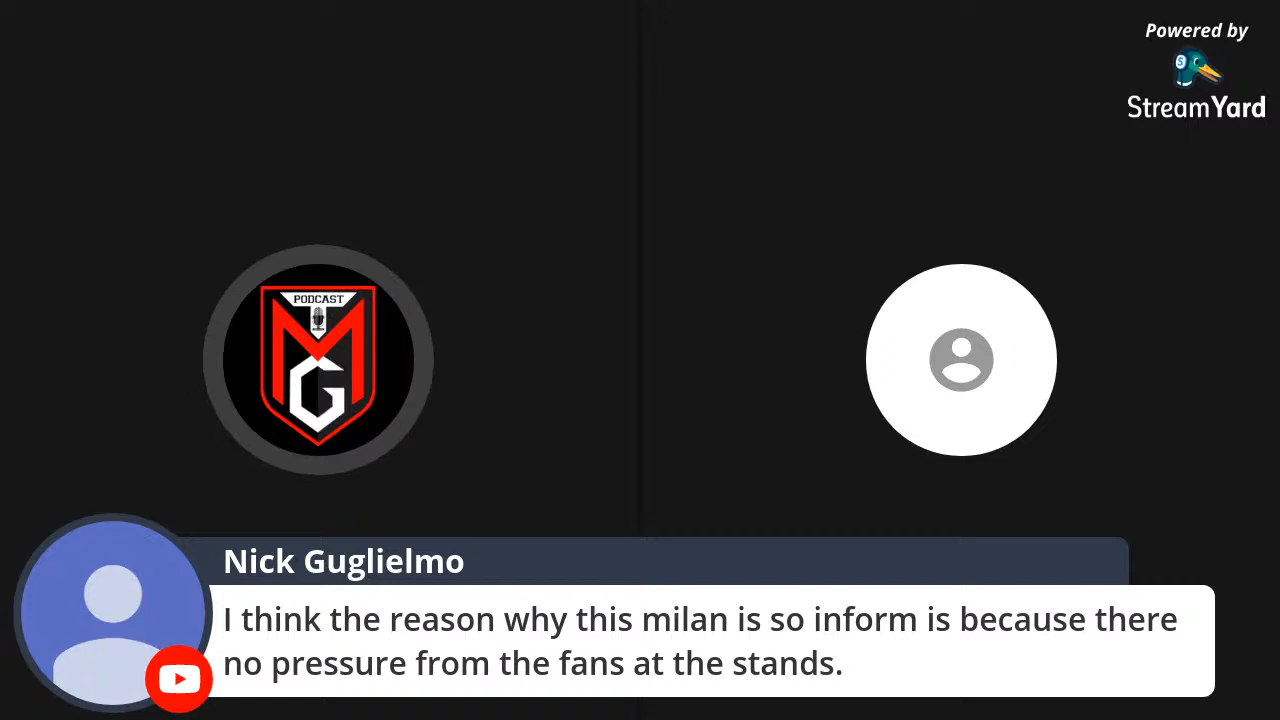 Powered by
StreamYard
PODCAST
T
M
G
Nick Guglielmo
I think the reason why this milan is so inform is because there
no pressure from the fans at the stands.